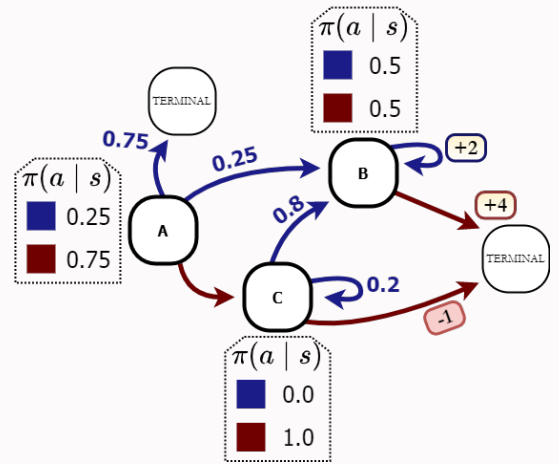 π(a | s)
0.5
0.5
TERMINAL
0.75
0.25
B
+2
π(a | s)
0.25
0.75
A
0.8
+4
TERMINAL
C
0.2
-1
π(a | s)
0.0
1.0